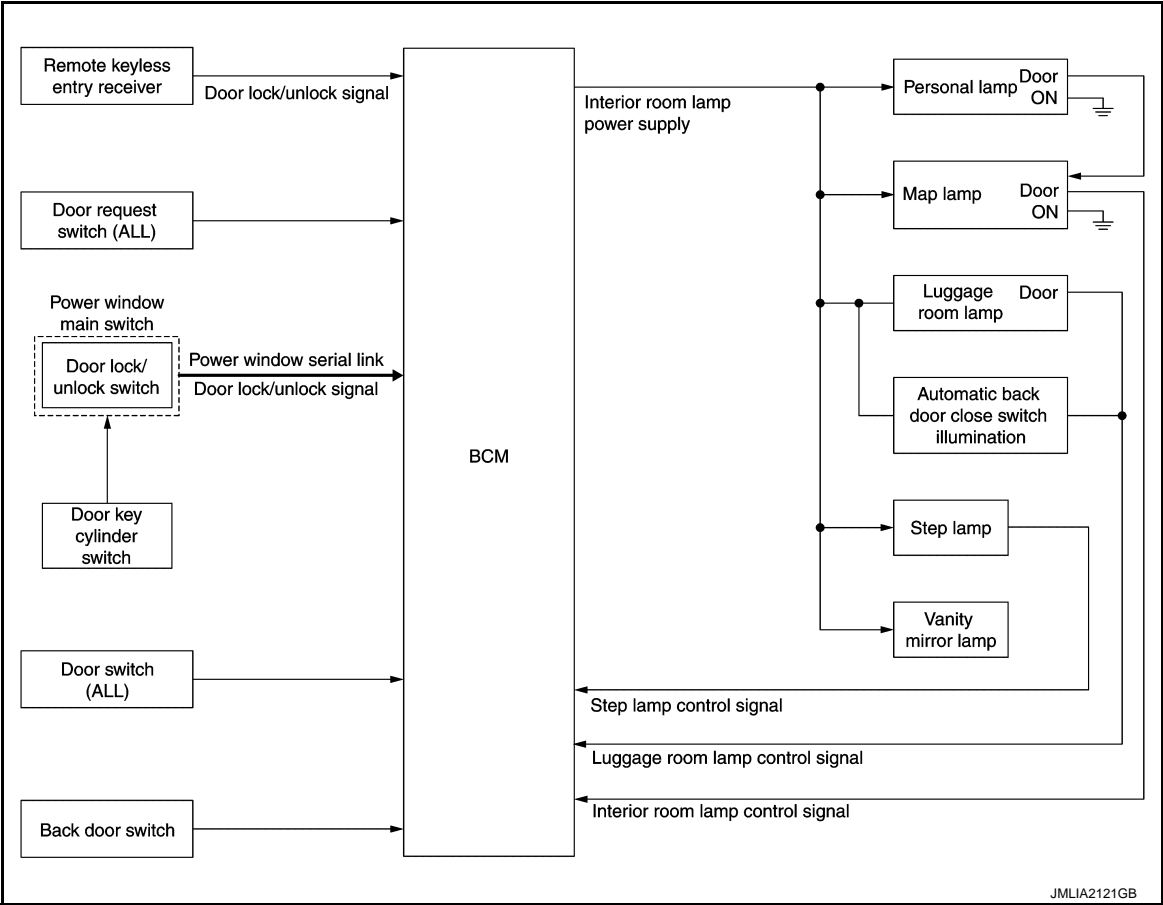 Remote keyless
entry receiver
Door lock/unlock signal
Door request
switch (ALL)
Power window
main switch
Door lock/
unlock switch
Power window serial link
Door lock/unlock signal
Door key
cylinder
switch
Door switch
(ALL)
Back door switch
BCM
Interior room lamp
power supply
Personal lamp
Door
ON
Map lamp
Door
ON
Luggage
room lamp
Door
Automatic back
door close switch
illumination
Step lamp
Vanity
mirror lamp
Step lamp control signal
Luggage room lamp control signal
Interior room lamp control signal
JMLIA2121GB